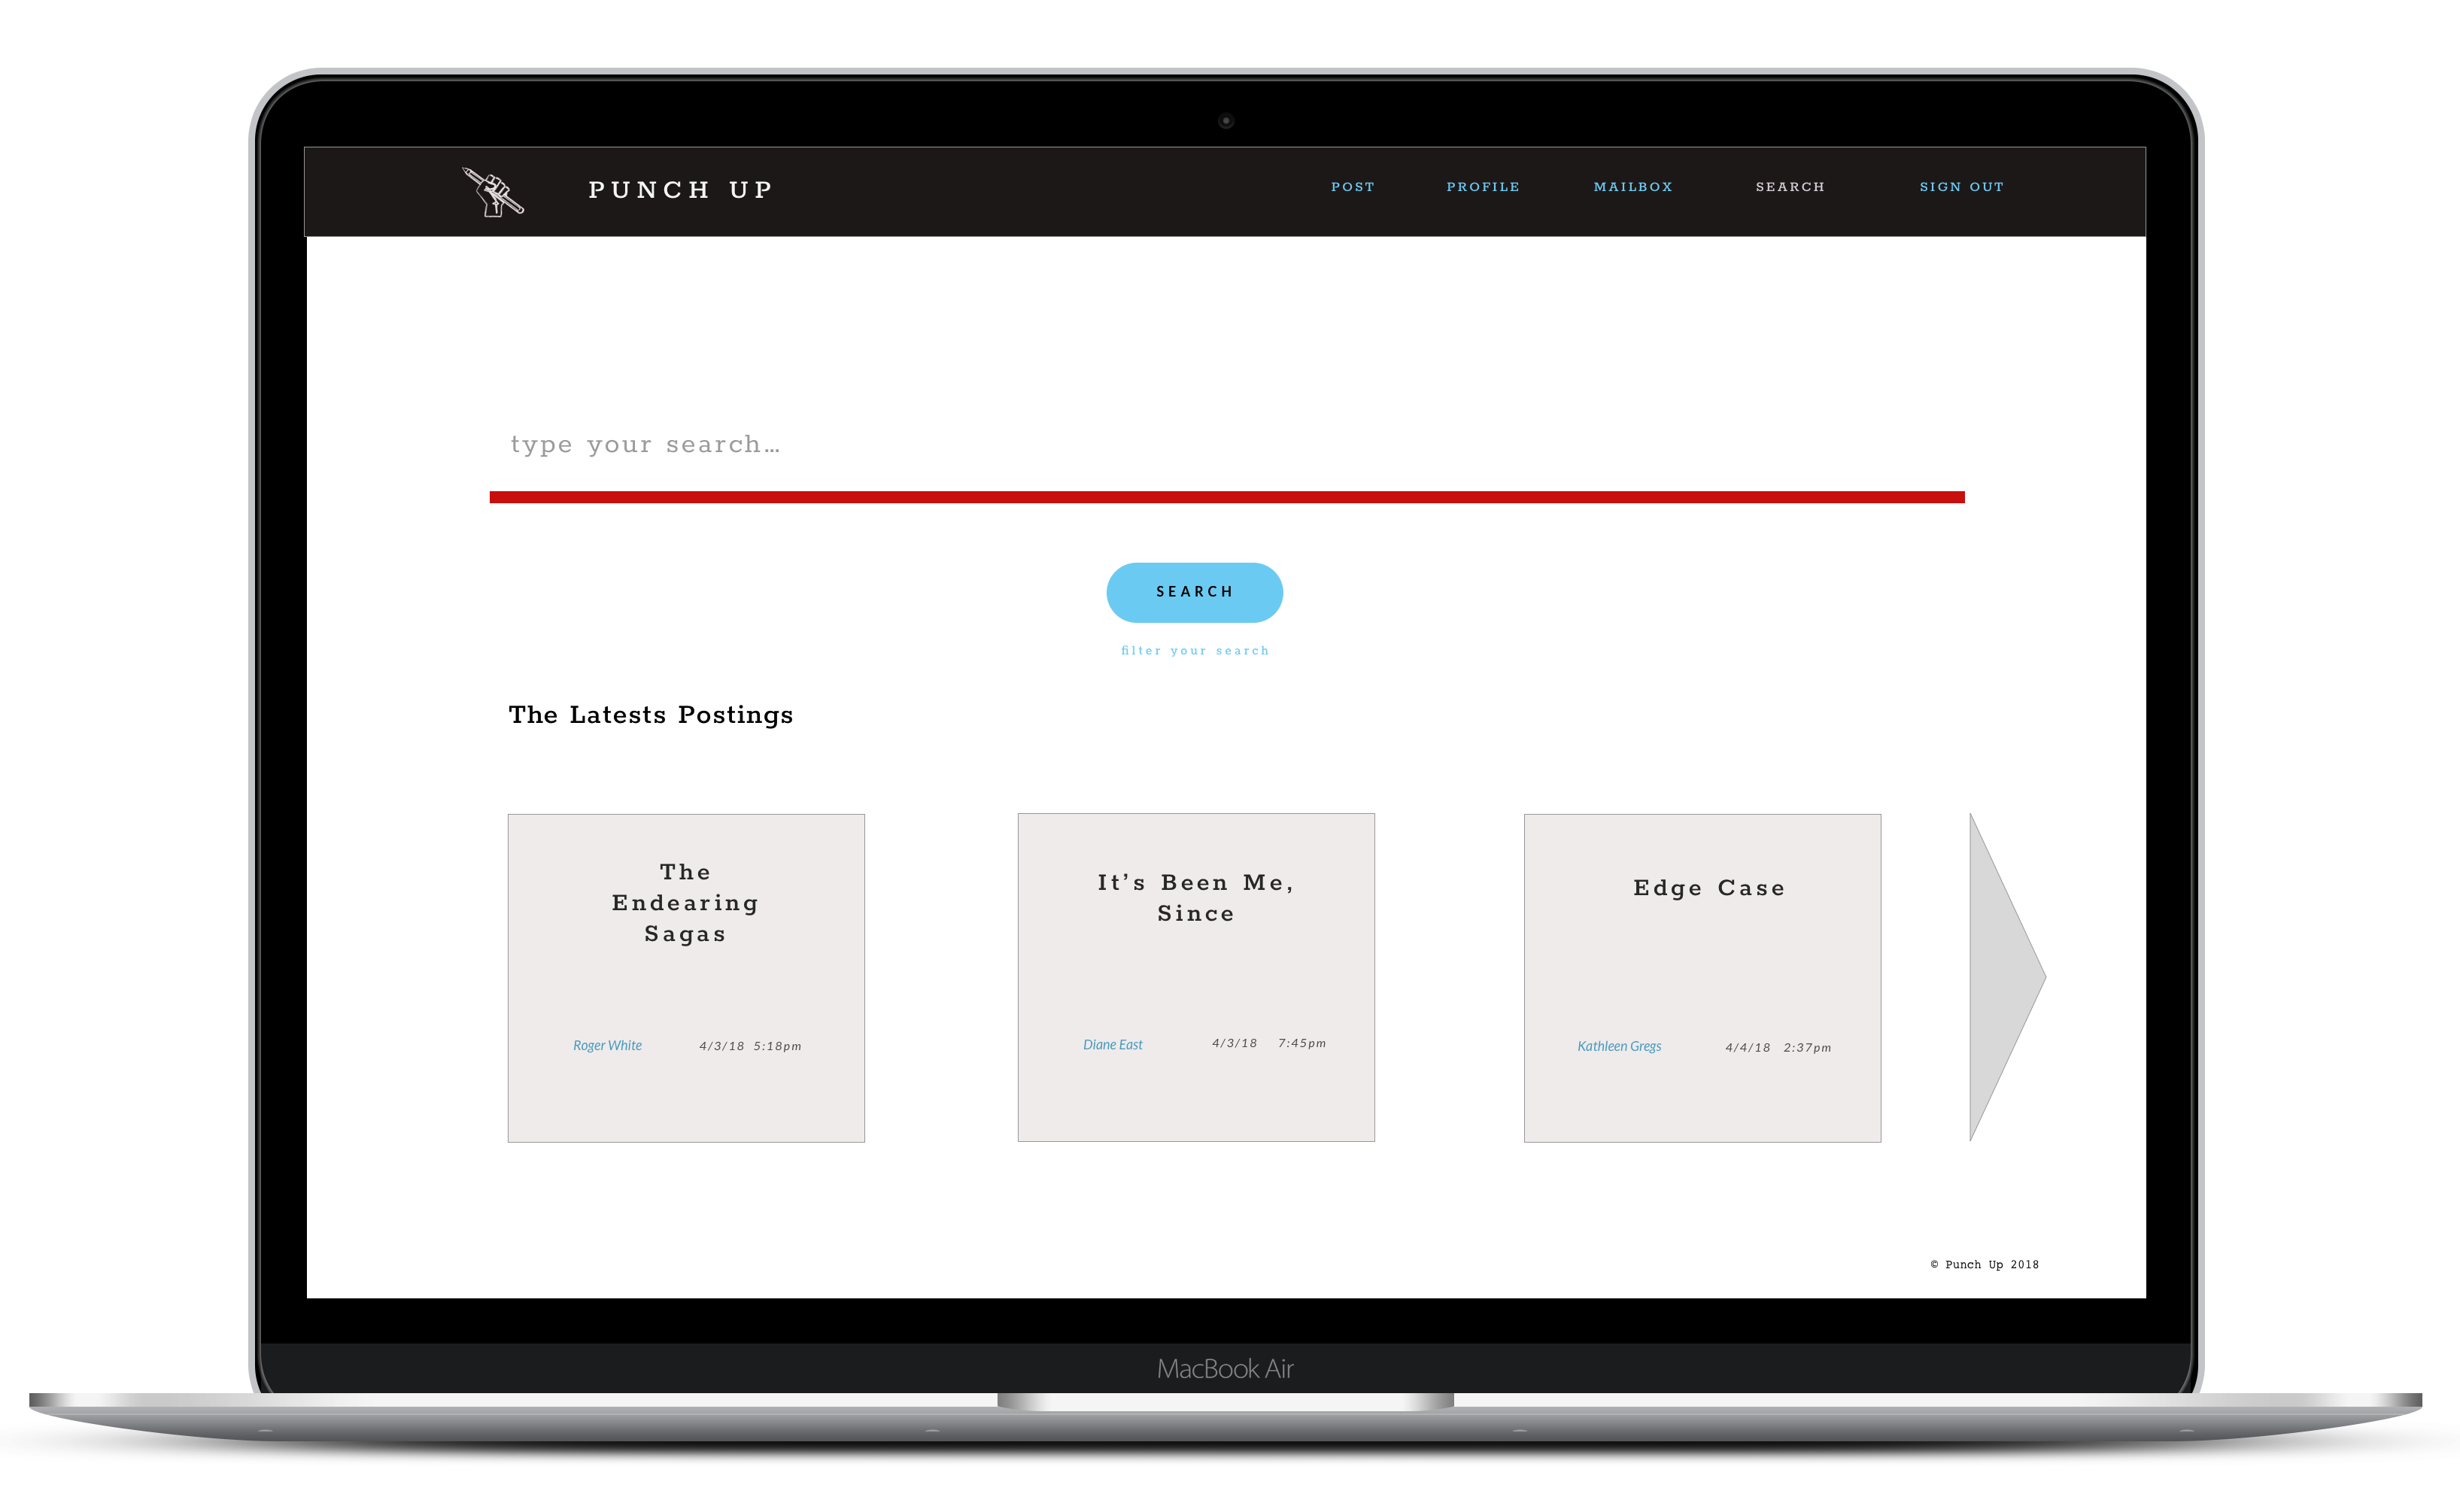 PUNCH UP
POST PROFILE MAILBOX SEARCH SIGN OUT
type your search…
SEARCH
filter your search
The Latests Postings
The
Endearing
Sagas
Roger White 4/3/18 5:18pm
It’s Been Me,
Since
Diane East 4/3/18 7:45pm
Edge Case
Kathleen Gregs 4/4/18 2:37pm
© Punch Up 2018
MacBook Air